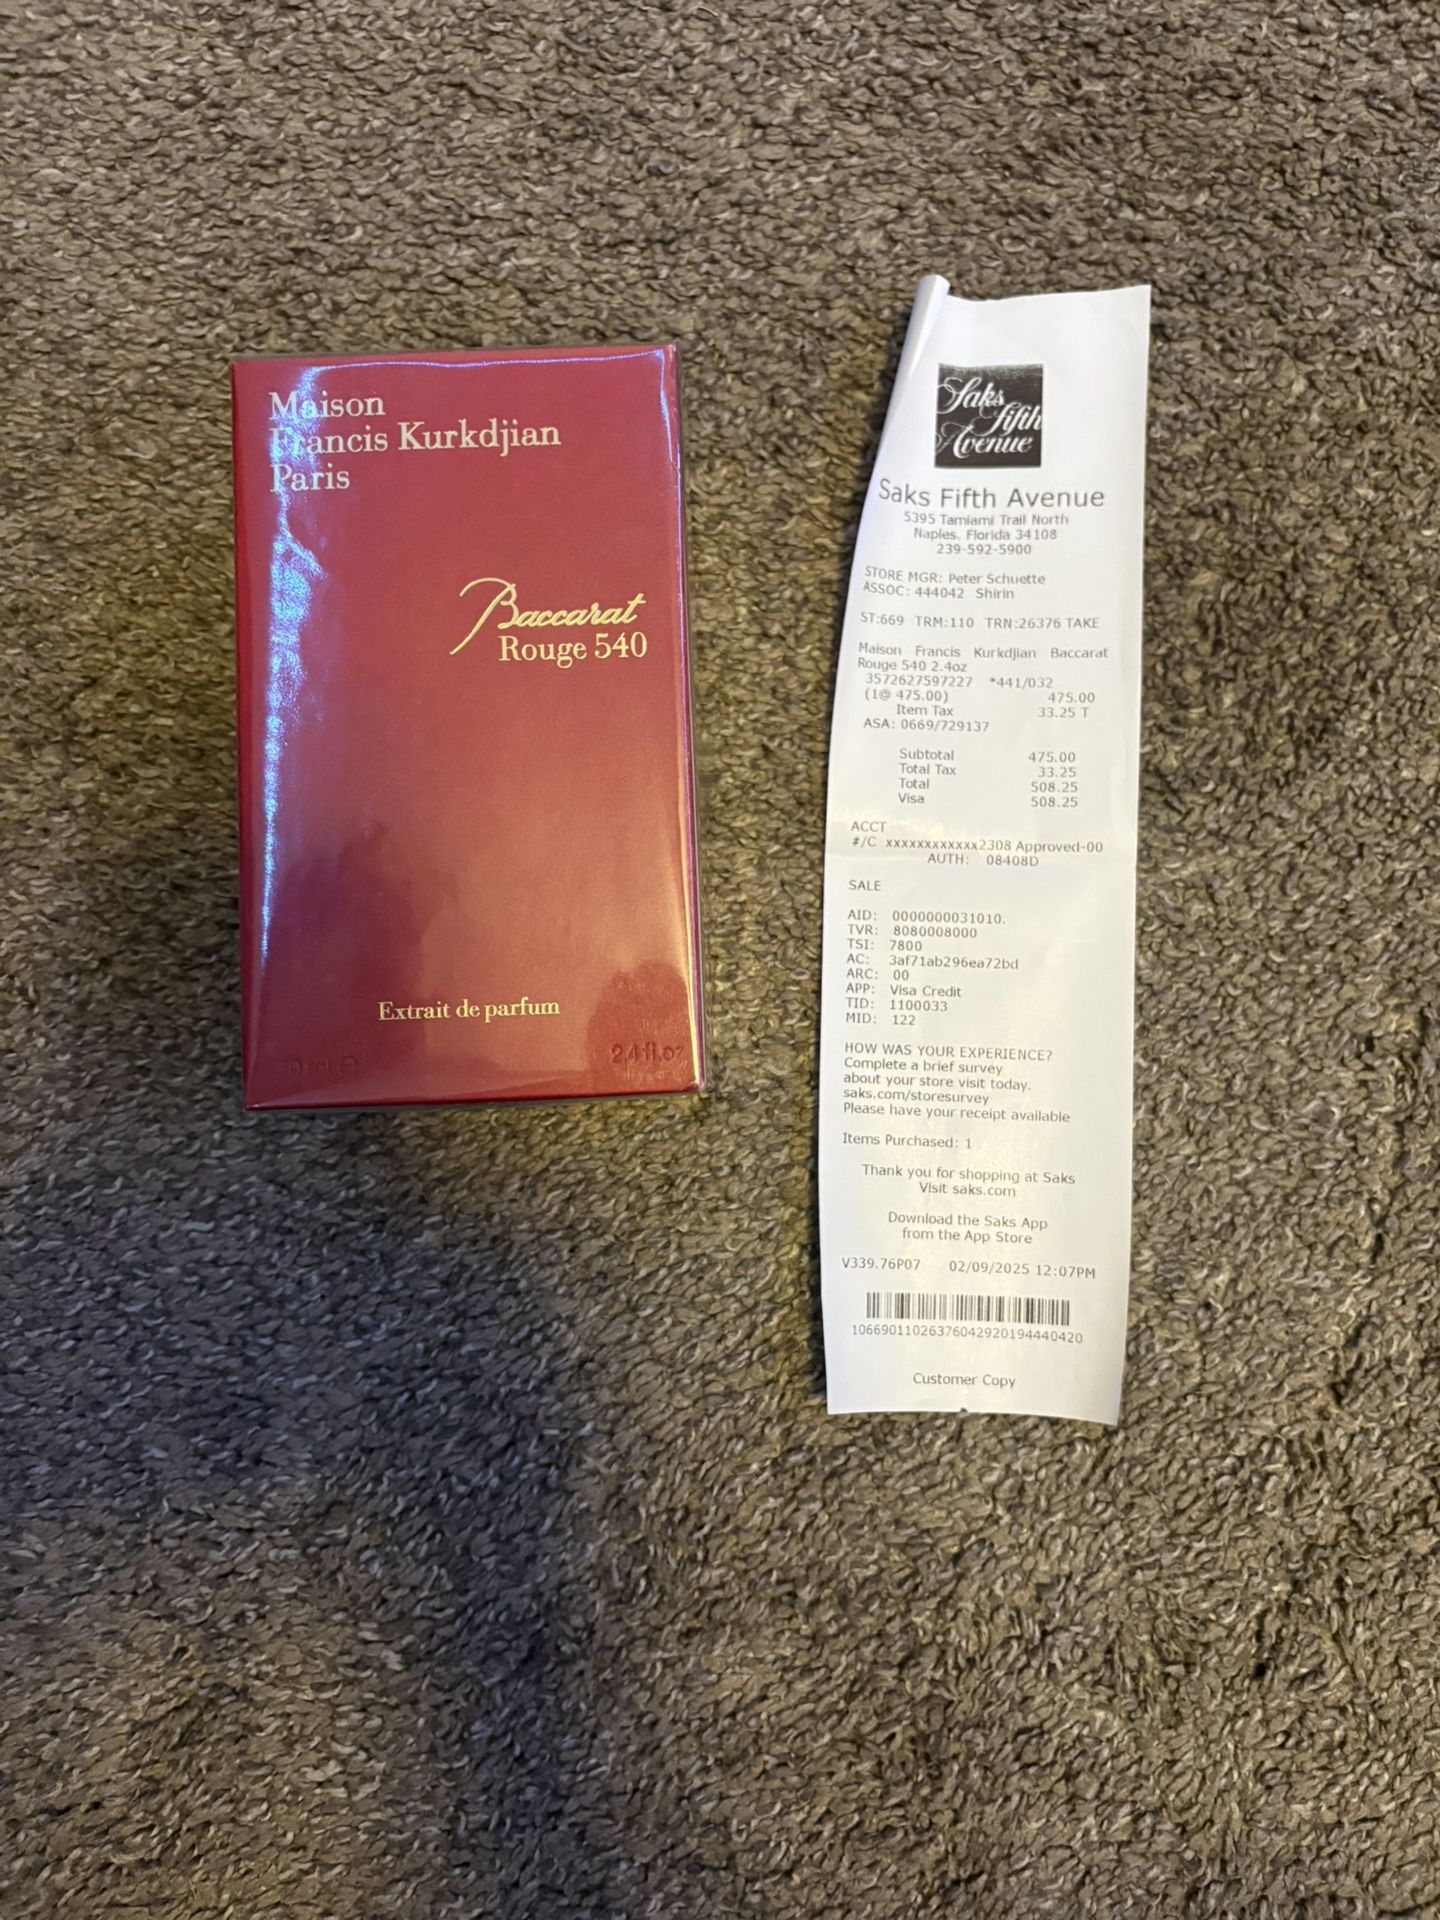 Maison
Francis Kurkdjian
Paris
Baccarat
Rouge 540
Extrait de parfum
70 ml ℮
2.4 fl.oz
Saks
Fifth
Avenue
Saks Fifth Avenue
5395 Tamiami Trail North
Naples. Florida 34108
239-592-5900
STORE MGR: Peter Schuette
ASSOC: 444042 Shirin
ST:669 TRM:110 TRN:26376 TAKE
Maison Francis Kurkdjian Baccarat
Rouge 540 2.4oz
3572627597227 *441/032
(1@ 475.00) 475.00
Item Tax 33.25 T
ASA: 0669/729137
Subtotal 475.00
Total Tax 33.25
Total 508.25
Visa 508.25
ACCT
#/C xxxxxxxxxxxx2308 Approved-00
AUTH: 08408D
SALE
AID: 0000000031010.
TVR: 8080008000
TSI: 7800
AC: 3af71ab296ea72bd
ARC: 00
APP: Visa Credit
TID: 1100033
MID: 122
HOW WAS YOUR EXPERIENCE?
Complete a brief survey
about your store visit today.
saks.com/storesurvey
Please have your receipt available
Items Purchased: 1
Thank you for shopping at Saks
Visit saks.com
Download the Saks App
from the App Store
V339.76P07 02/09/2025 12:07PM
10669011026376042920194440420
Customer Copy